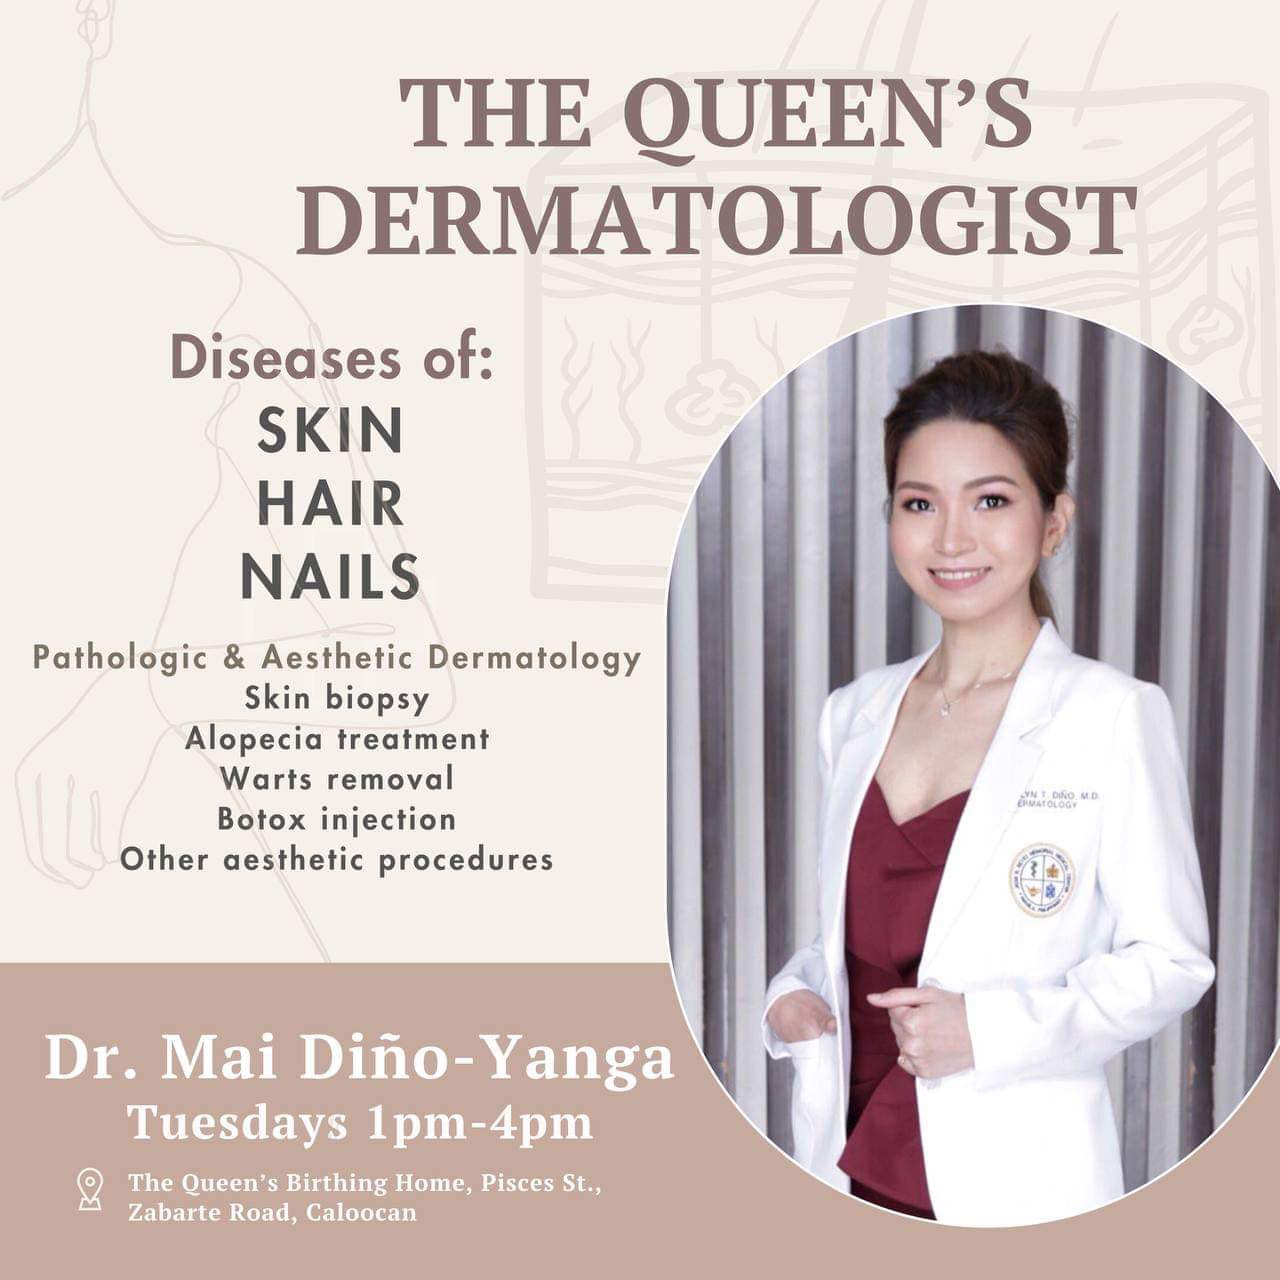 THE QUEEN'S
DERMATOLOGIST
Diseases of:
SKIN
HAIR
NAILS
Pathologic & Aesthetic Dermatology
Skin biopsy
Alopecia treatment
Warts removal
Botox injection
Other aesthetic procedures
LYN T. DIÑO, M.D.
DERMATOLOGY
Dr. Mai Diño-Yanga
Tuesdays 1pm-4pm
The Queen's Birthing Home, Pisces St.,
Zabarte Road, Caloocan